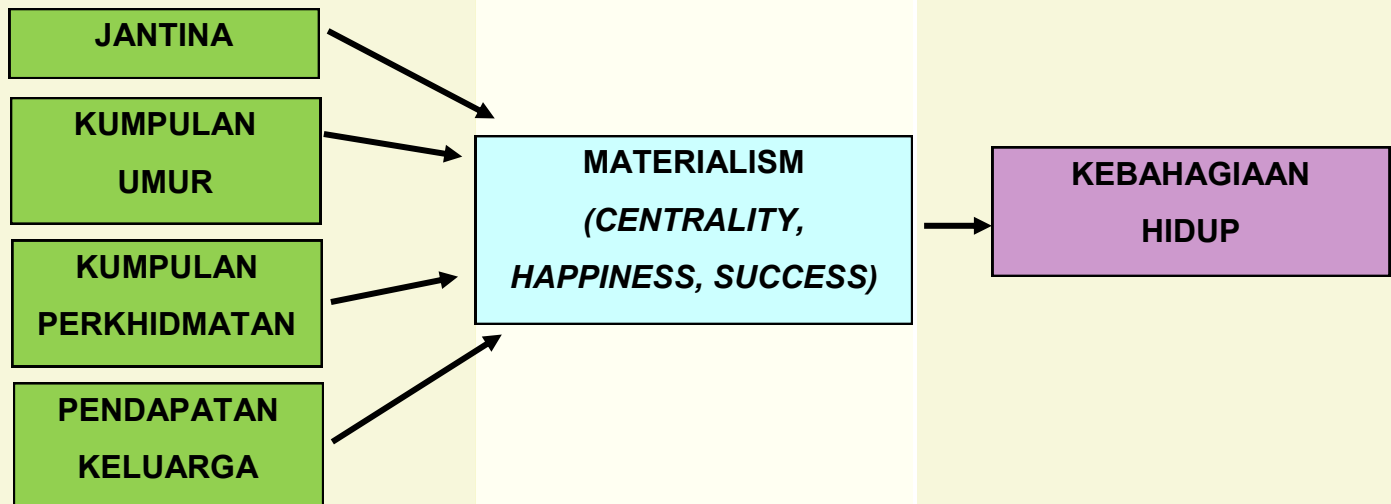 JANTINA
KUMPULAN
UMUR
KUMPULAN
PERKHIDMATAN
PENDAPATAN
KELUARGA
MATERIALISM
(CENTRALITY,
HAPPINESS, SUCCESS)
KEBAHAGIAAN
HIDUP